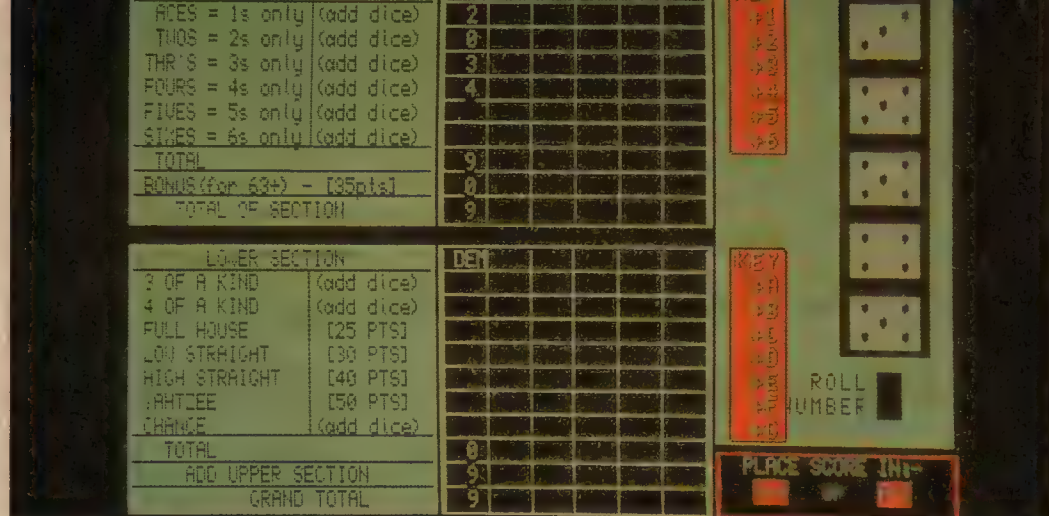 ACES = 1s only (add dice) 2
TWOS = 2s only (add dice) 0
THR'S = 3s only (add dice) 3
FOURS = 4s only (add dice) 4
FIVES = 5s only (add dice)
SIXES = 6s only (add dice)
TOTAL 9
BONUS(for 63+) - [35pts] 0
TOTAL OF SECTION 9
LOWER SECTION DEM KEY
3 OF A KIND (add dice)
4 OF A KIND (add dice)
FULL HOUSE [25 PTS]
LOW STRAIGHT [30 PTS]
HIGH STRAIGHT [40 PTS]
YAHTZEE [50 PTS]
CHANCE (add dice)
TOTAL 0
ADD UPPER SECTION 9
GRAND TOTAL 9
ROLL
NUMBER
PLACE SCORE IN:-